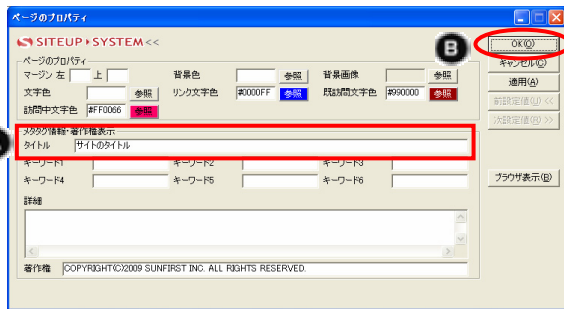 ページのプロパティ
SITEUP SYSTEM<<
B
OK(O)
ページのプロパティ
キャンセル(C)
マージン 左 上 背景色 参照 背景画像 参照
適用(A)
文字色 参照 リンク文字色 #0000FF 参照 既訪問文字色 #990000 参照
前設定値(U) <<
訪問中文字色 #FF0066 参照
次設定値(R) >>
メタタグ情報・著作権表示
タイトル サイトのタイトル
キーワード1 キーワード2 キーワード3
キーワード4 キーワード5 キーワード6
ブラウザ表示(B)
詳細
著作権 COPYRIGHT(C)2009 SUNFIRST INC. ALL RIGHTS RESERVED.